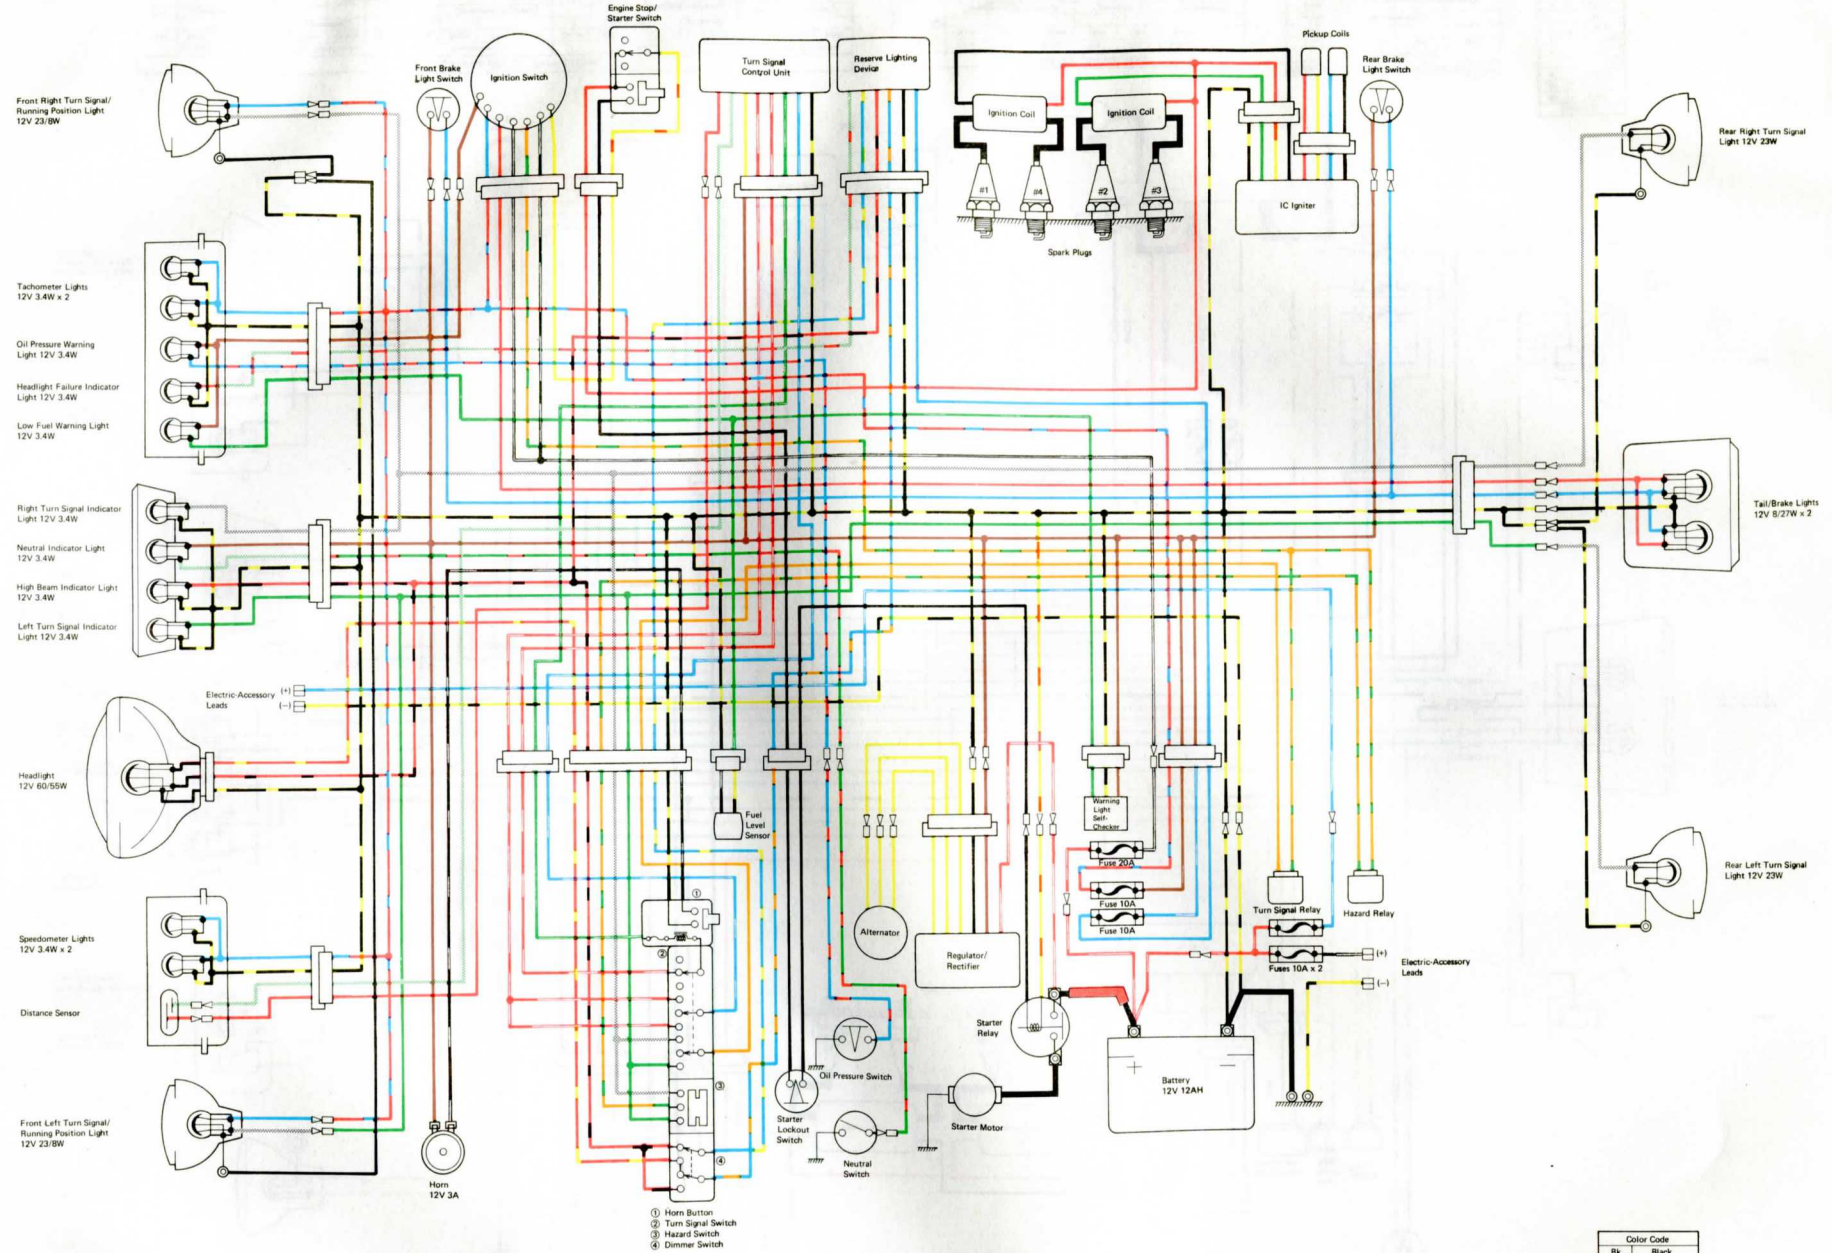 Engine Stop/
Starter Switch
Front Brake
Light Switch
Ignition Switch
Turn Signal
Control Unit
Reserve Lighting
Device
Pickup Coils
Rear Brake
Light Switch
Front Right Turn Signal/
Running Position Light
12V 23/8W
Ignition Coil
Ignition Coil
Rear Right Turn Signal
Light 12V 23W
#1
#4
#2
#3
IC Igniter
Spark Plugs
Tachometer Lights
12V 3.4W x 2
Oil Pressure Warning
Light 12V 3.4W
Headlight Failure Indicator
Light 12V 3.4W
Low Fuel Warning Light
12V 3.4W
Right Turn Signal Indicator
Light 12V 3.4W
Tail/Brake Lights
12V 8/27W x 2
Neutral Indicator Light
12V 3.4W
High Beam Indicator Light
12V 3.4W
Left Turn Signal Indicator
Light 12V 3.4W
Electric-Accessory (+)
Leads (−)
Headlight
12V 60/55W
Fuel
Level
Sensor
Warning
Light
Self-
Checker
Fuse 20A
Fuse 10A
Fuse 10A
Rear Left Turn Signal
Light 12V 23W
①
Turn Signal Relay
Hazard Relay
Alternator
Speedometer Lights
12V 3.4W x 2
②
Regulator/
Rectifier
Fuses 10A x 2
(+)
Electric-Accessory
Leads
(−)
Distance Sensor
Starter
Relay
+
−
Battery
12V 12AH
Oil Pressure Switch
③
Front Left Turn Signal/
Running Position Light
12V 23/8W
Starter
Lockout
Switch
Starter Motor
④
Neutral
Switch
Horn
12V 3A
① Horn Button
② Turn Signal Switch
③ Hazard Switch
④ Dimmer Switch
Color Code
Bk Black